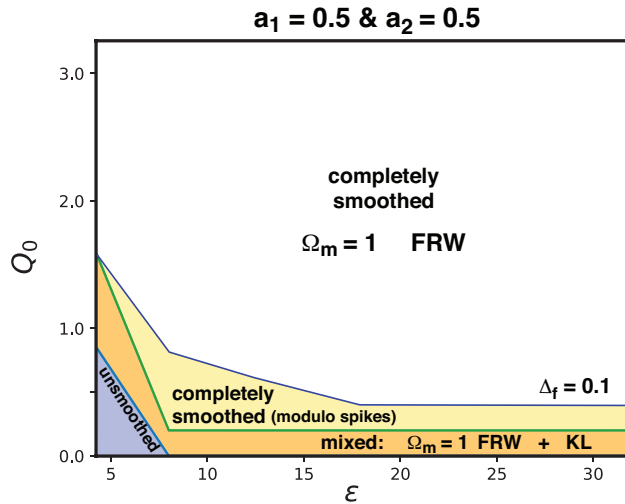 a₁ = 0.5 & a₂ = 0.5
3.0
2.0
1.0
0.0
Q₀
completely
smoothed
Ωₘ = 1 FRW
unsmoothed
completely
smoothed (modulo spikes)
Δf = 0.1
mixed: Ωₘ = 1 FRW + KL
5 10 15 20 25 30
ε